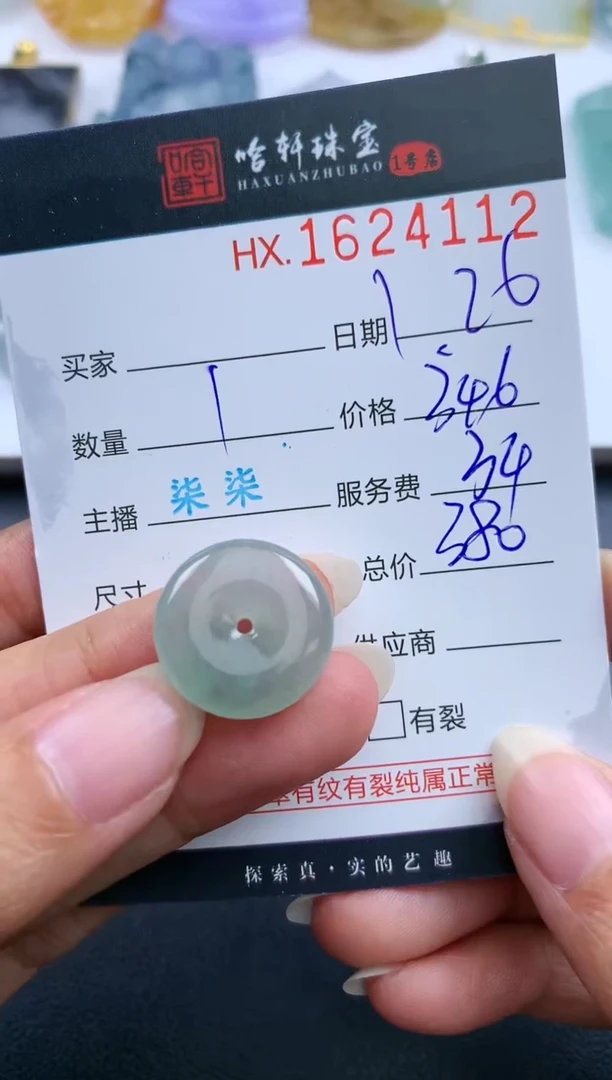 哈轩珠宝 1号店
HAXUANZHUBAO
HX.1624112
买家 日期 1 26
数量 1 价格 346
主播 柒柒 服务费 34
尺寸 总价 380
供应商
有裂
有纹有裂纯属正常
探索真·实的艺趣